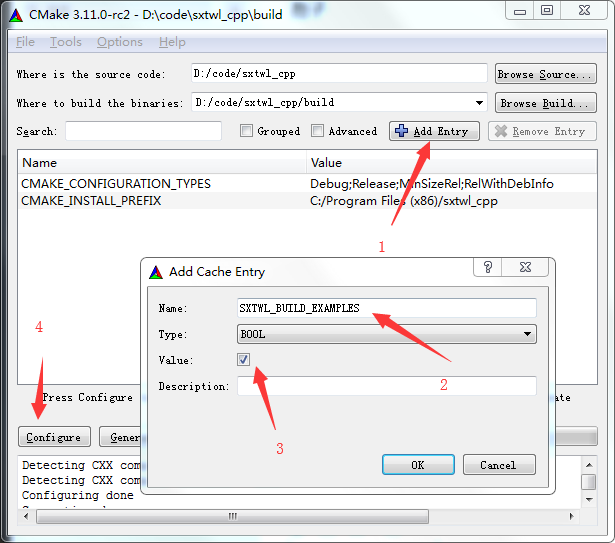 CMake 3.11.0-rc2 - D:\code\sxtwl_cpp\build
File Tools Options Help
Where is the source code: D:/code/sxtwl_cpp Browse Source...
Where to build the binaries: D:/code/sxtwl_cpp/build Browse Build...
Search: Grouped Advanced Add Entry Remove Entry
Name Value
CMAKE_CONFIGURATION_TYPES Debug;Release;MinSizeRel;RelWithDebInfo
CMAKE_INSTALL_PREFIX C:/Program Files (x86)/sxtwl_cpp
1
Add Cache Entry
Name: SXTWL_BUILD_EXAMPLES
4
Type: BOOL
Value:
2
Description:
Press Configure
3
Configure Gener
OK Cancel
Detecting CXX com
Detecting CXX com
Configuring done